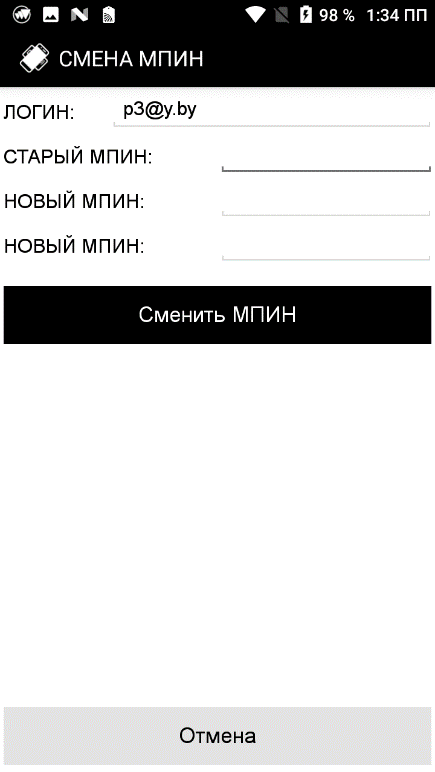 98 % 1:34 ПП
СМЕНА МПИН
ЛОГИН: p3@y.by
СТАРЫЙ МПИН:
НОВЫЙ МПИН:
НОВЫЙ МПИН:
Сменить МПИН
Отмена